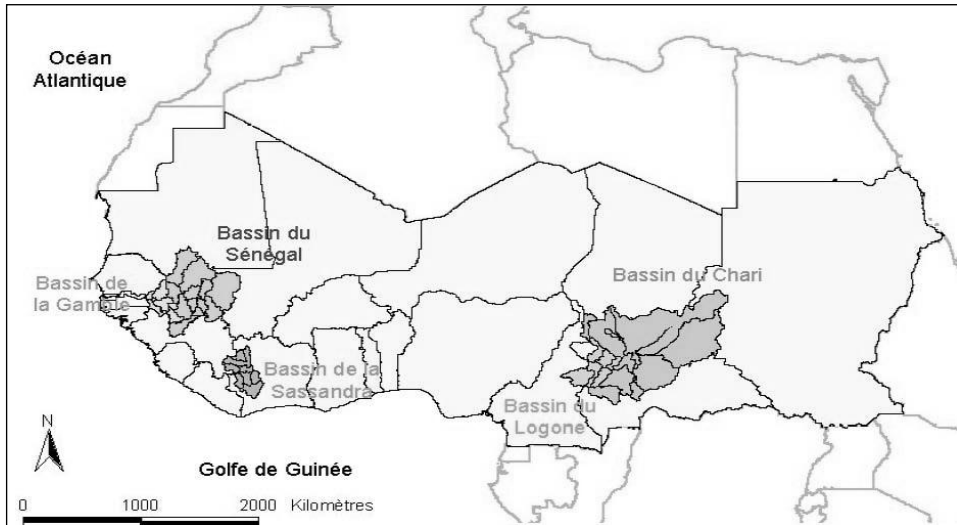 Océan
Atlantique
Bassin du
Sénégal
Bassin de
la Gambie
Bassin du Chari
Bassin de la
Sassandra
Bassin du
Logone
N
Golfe de Guinée
0 1000 2000 Kilomètres